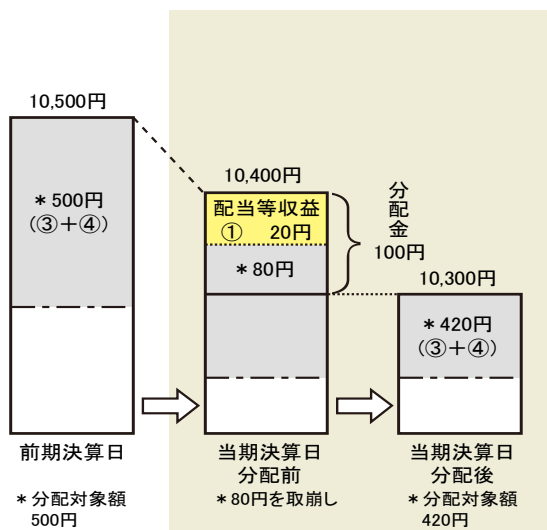 10,500円
＊500円
（③＋④）
前期決算日
＊分配対象額
500円
10,400円
配当等収益
① 20円
＊80円
分配金
100円
当期決算日
分配前
＊80円を取崩し
10,300円
＊420円
（③＋④）
当期決算日
分配後
＊分配対象額
420円